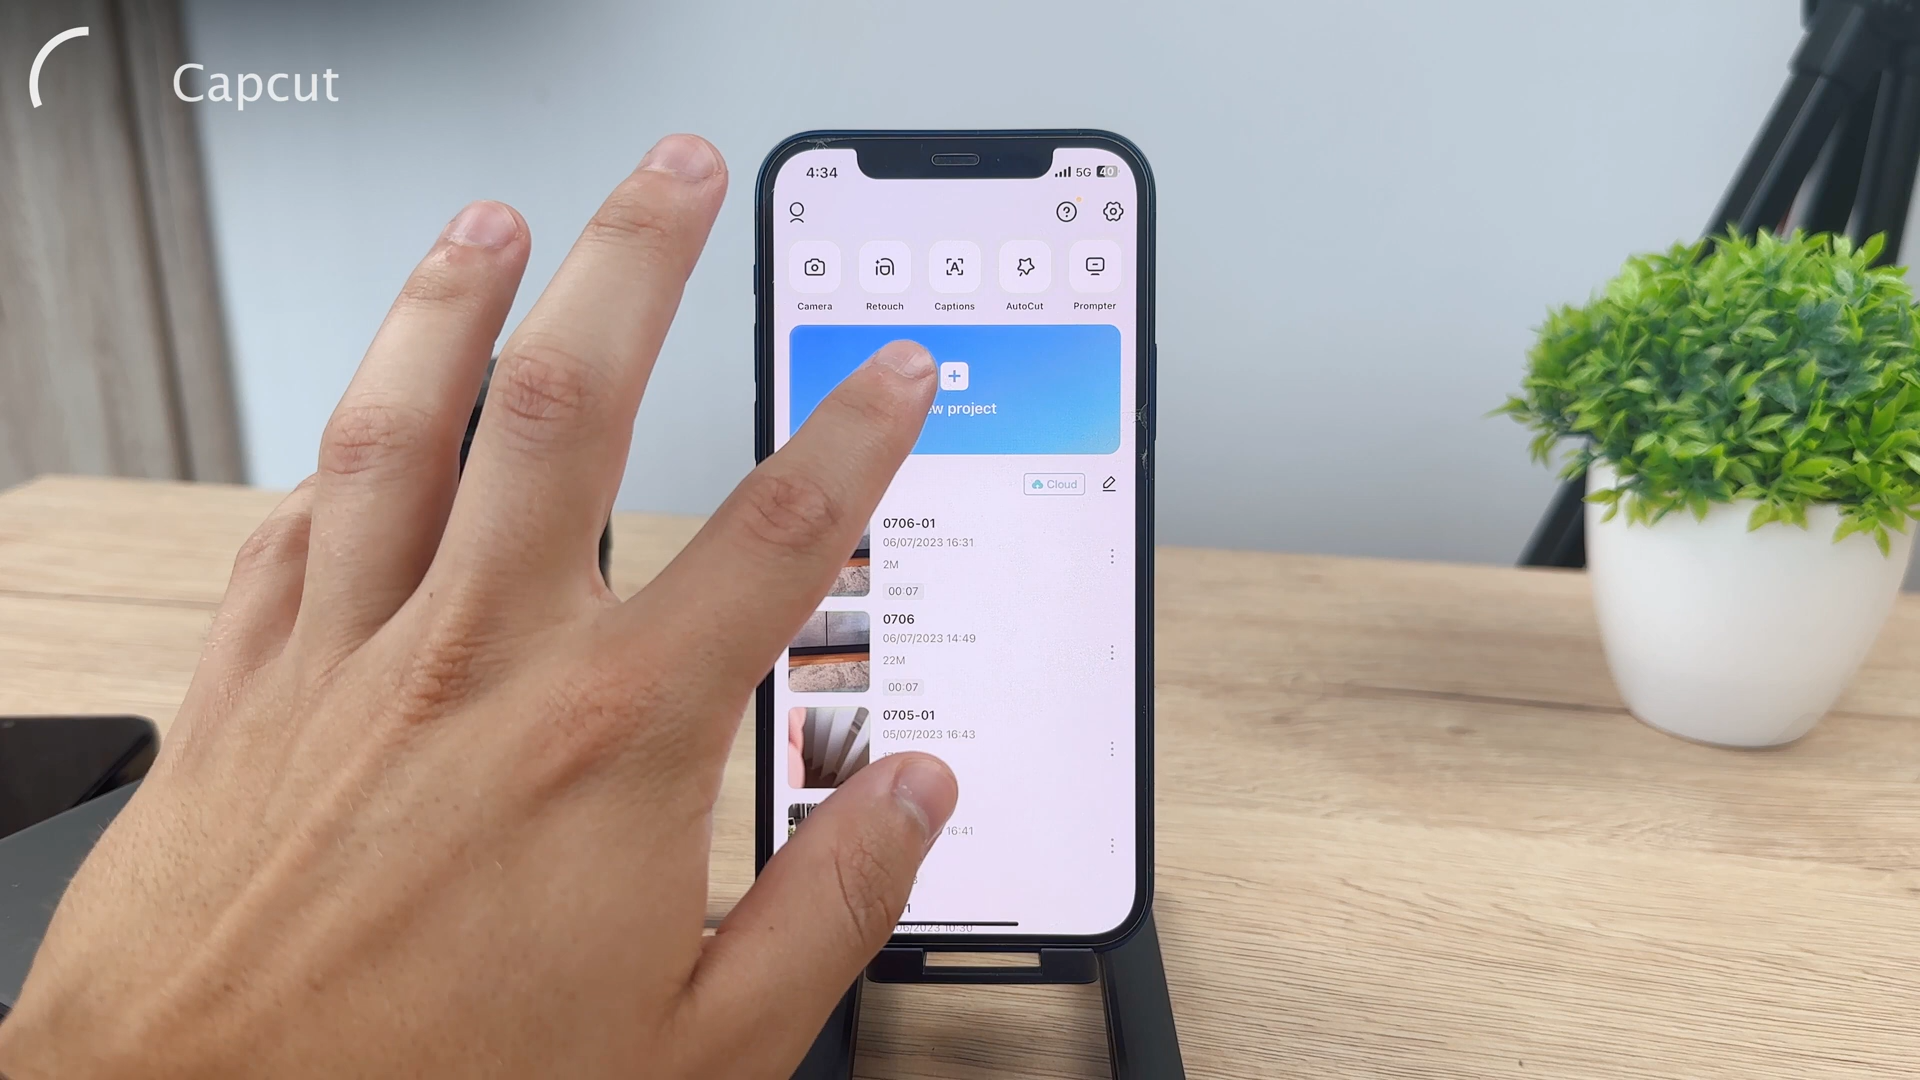 Capcut
4:34
5G 40
Camera Retouch Captions AutoCut Prompter
project
Cloud
0706-01
06/07/2023 16:31
2M
00:07
0706
06/07/2023 14:49
22M
00:07
0705-01
05/07/2023 16:43
16:41